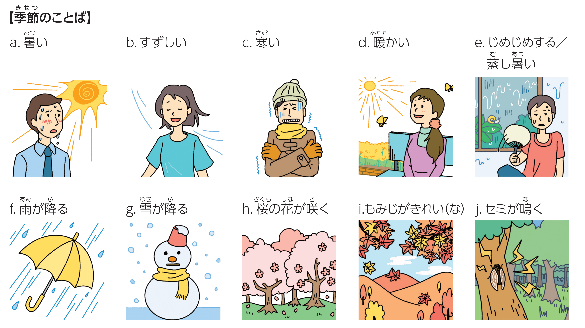 【季節のことば】
a. 暑い
b. すずしい
c. 寒い
d. 暖かい
e. じめじめする／
蒸し暑い
f. 雨が降る
g. 雪が降る
h. 桜の花が咲く
i.もみじがきれい(な)
j. セミが鳴く